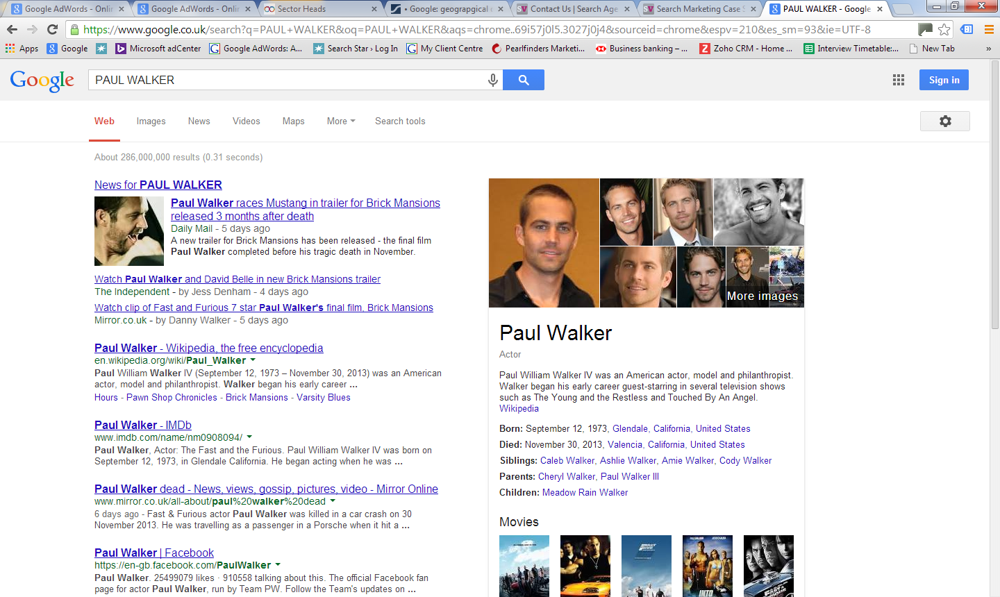 Google AdWords - Onlin
Google AdWords - Onlin
Sector Heads
• Google: geograpgical
Contact Us | Search Age
Search Marketing Case S
PAUL WALKER - Google
https://www.google.co.uk/search?q=PAUL+WALKER&oq=PAUL+WALKER&aqs=chrome..69i57j0l5.3027j0j4&sourceid=chrome&espv=210&es_sm=93&ie=UTF-8
Apps
Google
Microsoft adCenter
Google AdWords: A...
Search Star › Log In
My Client Centre
Pearlfinders Marketi...
Business banking – ...
Zoho CRM - Home ...
Interview Timetable:...
New Tab
»
Google
PAUL WALKER
Sign in
Web Images News Videos Maps More Search tools
About 286,000,000 results (0.31 seconds)
News for PAUL WALKER
Paul Walker races Mustang in trailer for Brick Mansions
released 3 months after death
Daily Mail - 5 days ago
A new trailer for Brick Mansions has been released - the final film
Paul Walker completed before his tragic death in November.
Watch Paul Walker and David Belle in new Brick Mansions trailer
The Independent - by Jess Denham - 4 days ago
Watch clip of Fast and Furious 7 star Paul Walker's final film, Brick Mansions
Mirror.co.uk - by Danny Walker - 5 days ago
Paul Walker - Wikipedia, the free encyclopedia
en.wikipedia.org/wiki/Paul_Walker
Paul William Walker IV (September 12, 1973 – November 30, 2013) was an American
actor, model and philanthropist. Walker began his early career ...
Hours - Pawn Shop Chronicles - Brick Mansions - Varsity Blues
Paul Walker - IMDb
www.imdb.com/name/nm0908094/
Paul Walker, Actor: The Fast and the Furious. Paul William Walker IV was born on
September 12, 1973, in Glendale California. He began acting when he was ...
Paul Walker dead - News, views, gossip, pictures, video - Mirror Online
www.mirror.co.uk/all-about/paul%20walker%20dead
6 days ago - Fast & Furious actor Paul Walker was killed in a car crash on 30
November 2013. He was travelling as a passenger in a Porsche when it hit a ...
Paul Walker | Facebook
https://en-gb.facebook.com/PaulWalker
Paul Walker. 25499079 likes · 910558 talking about this. The official Facebook fan
page for actor Paul Walker, run by Team PW. Follow the Team's updates on ...
More images
Paul Walker
Actor
Paul William Walker IV was an American actor, model and philanthropist.
Walker began his early career guest-starring in several television shows
such as The Young and the Restless and Touched By An Angel.
Wikipedia
Born: September 12, 1973, Glendale, California, United States
Died: November 30, 2013, Valencia, California, United States
Siblings: Caleb Walker, Ashlie Walker, Amie Walker, Cody Walker
Parents: Cheryl Walker, Paul Walker III
Children: Meadow Rain Walker
Movies